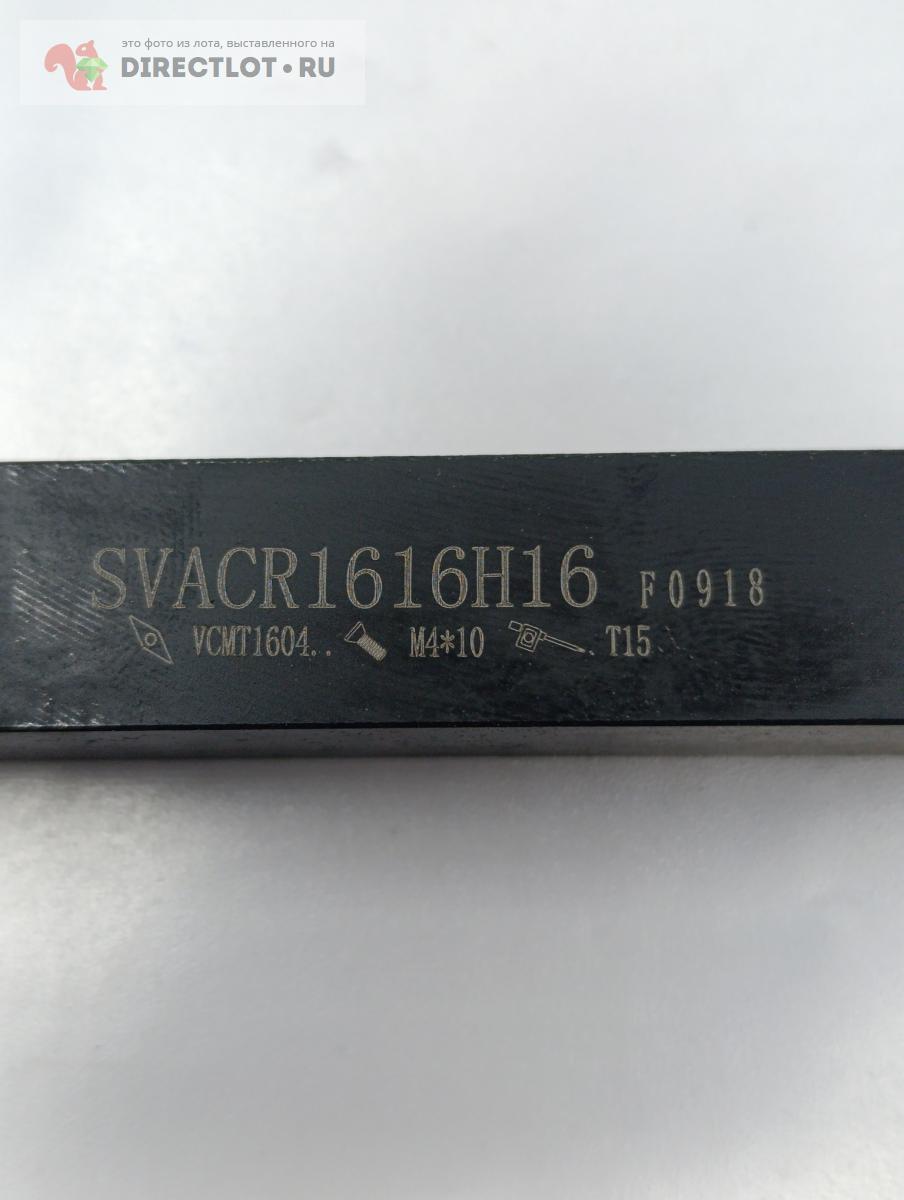 это фото из лота, выставленного на
DIRECTLOT•RU
SVACR1616H16 F0918
VCMT1604.. M4*10 T15